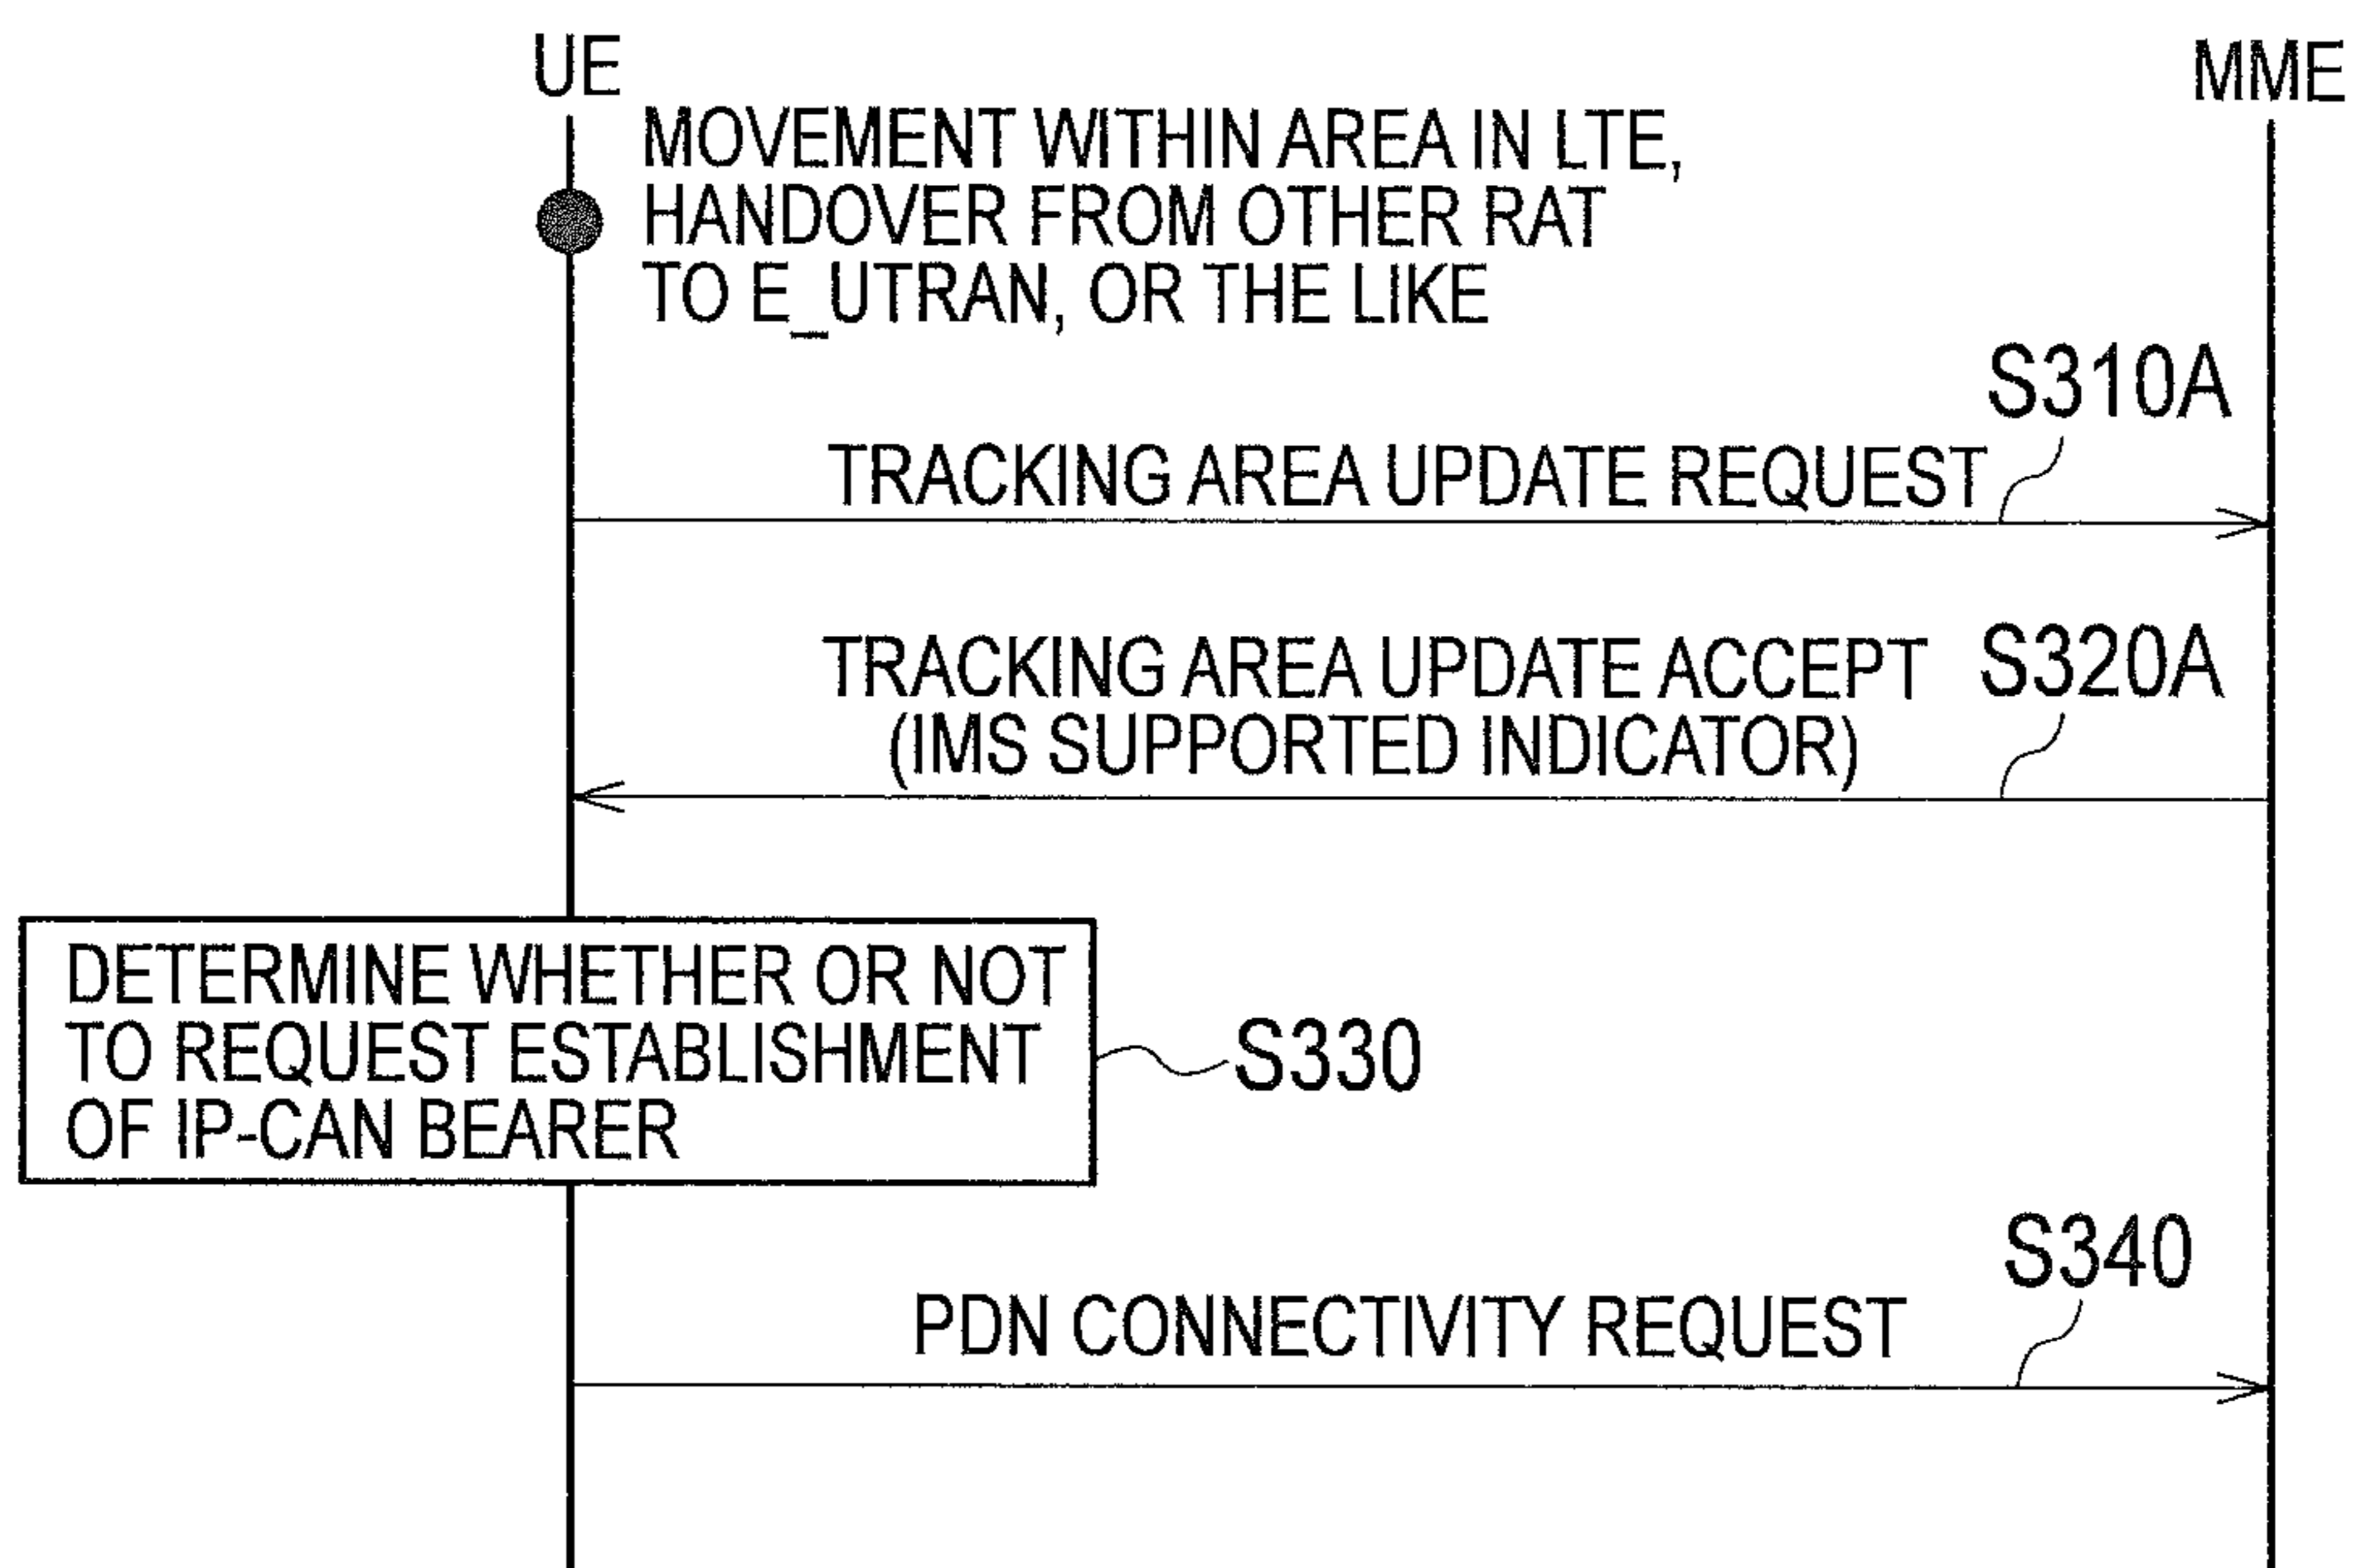 UE
MME
MOVEMENT WITHIN AREA IN LTE,
HANDOVER FROM OTHER RAT
TO E_UTRAN, OR THE LIKE
S310A
TRACKING AREA UPDATE REQUEST
TRACKING AREA UPDATE ACCEPT
S320A
(IMS SUPPORTED INDICATOR)
DETERMINE WHETHER OR NOT
TO REQUEST ESTABLISHMENT
OF IP-CAN BEARER
S330
S340
PDN CONNECTIVITY REQUEST